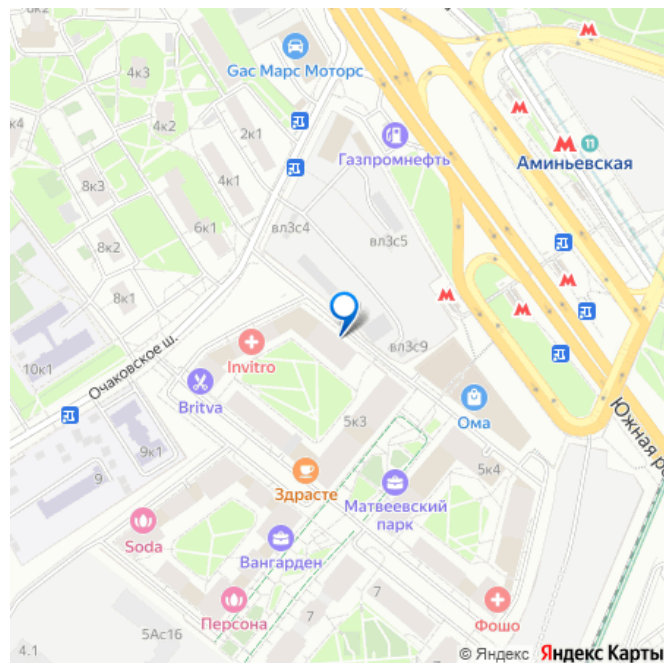 4к3
Gac Марс Моторс
к4
4к2
2к1
Газпромнефть
М
М
М
11
Аминьевская
8к3
4к1
вл3с4
вл3с5
6к1
8к2
8к1
М
М
М
10к1
Очаковское ш.
Invitro
вл3с9
Britva
Ома
Южная ро
5к3
9к1
9
Здрасте
5к4
Матвеевский
парк
Soda
Вангарден
Персона
7
7
Фошо
5Ас16
4.1
© Яндекс Яндекс Карты